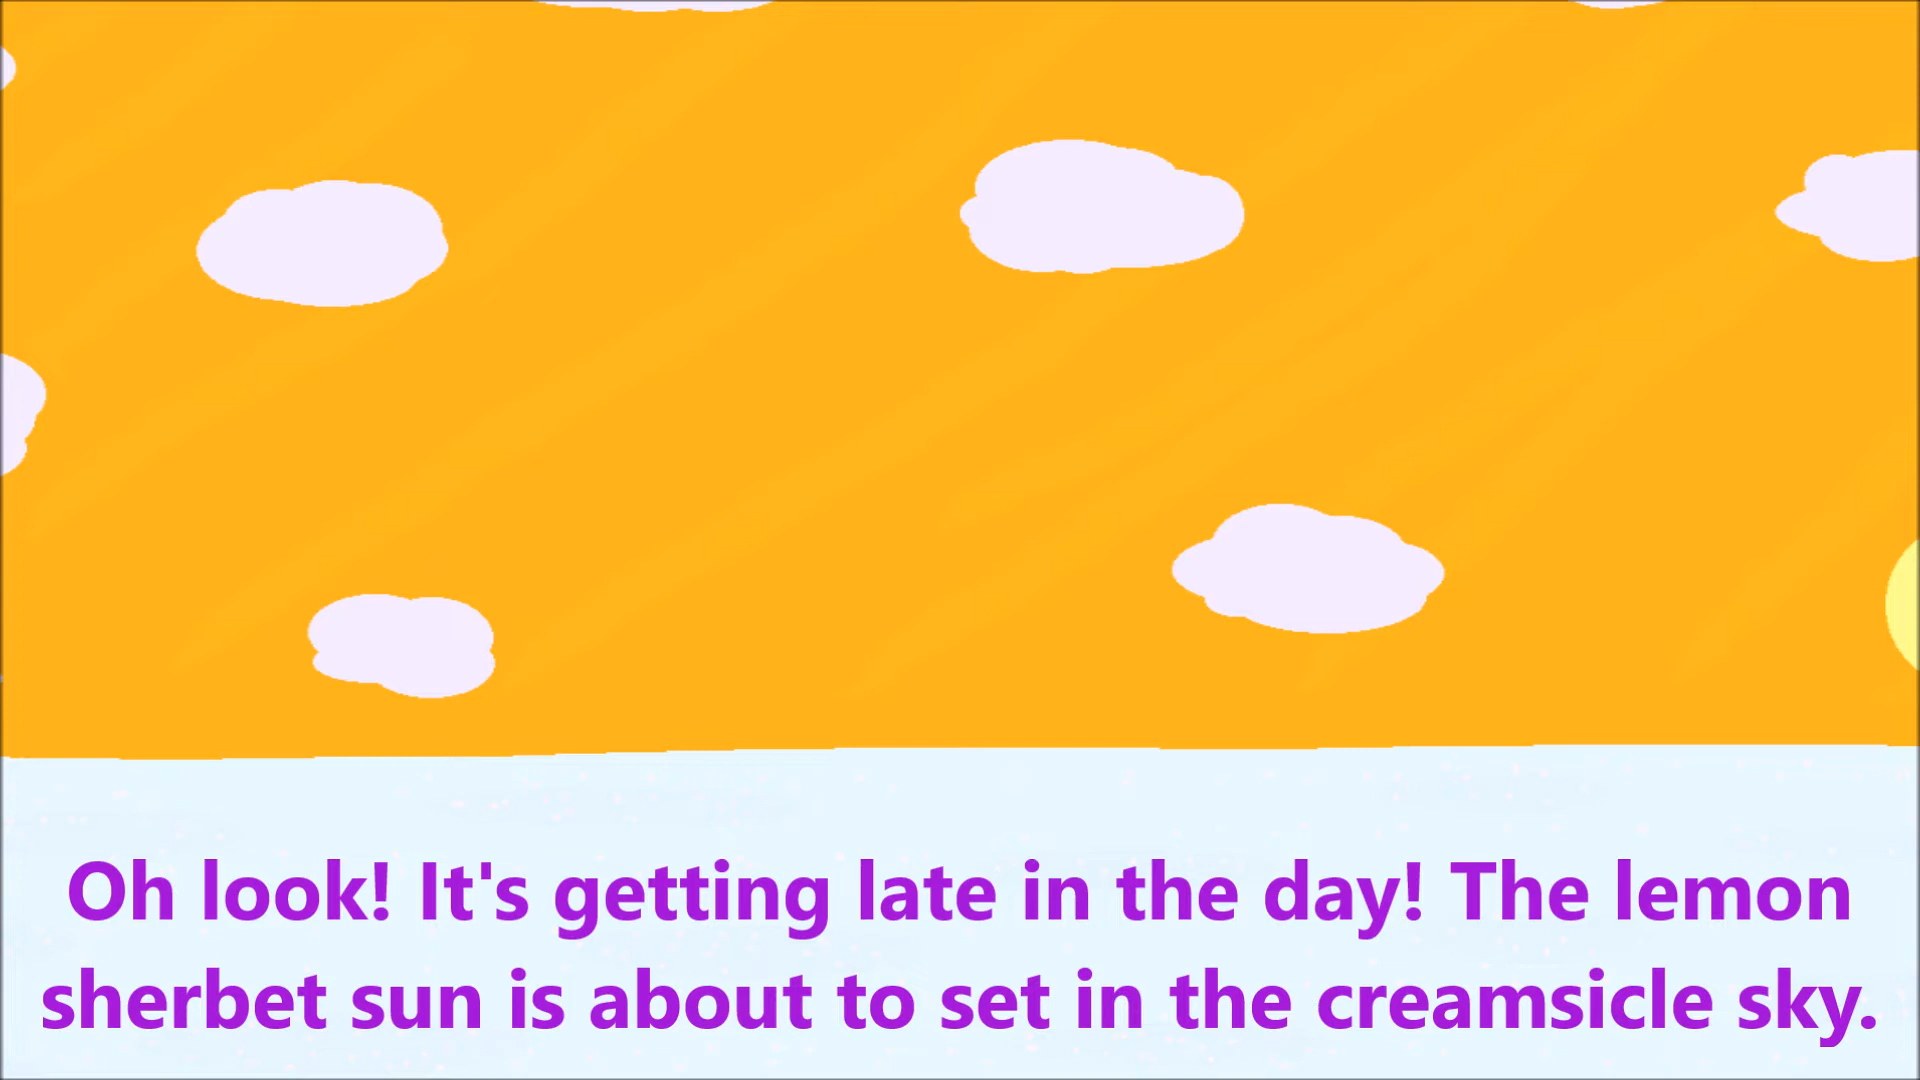 Oh look! It's getting late in the day! The lemon
sherbet sun is about to set in the creamsicle sky.